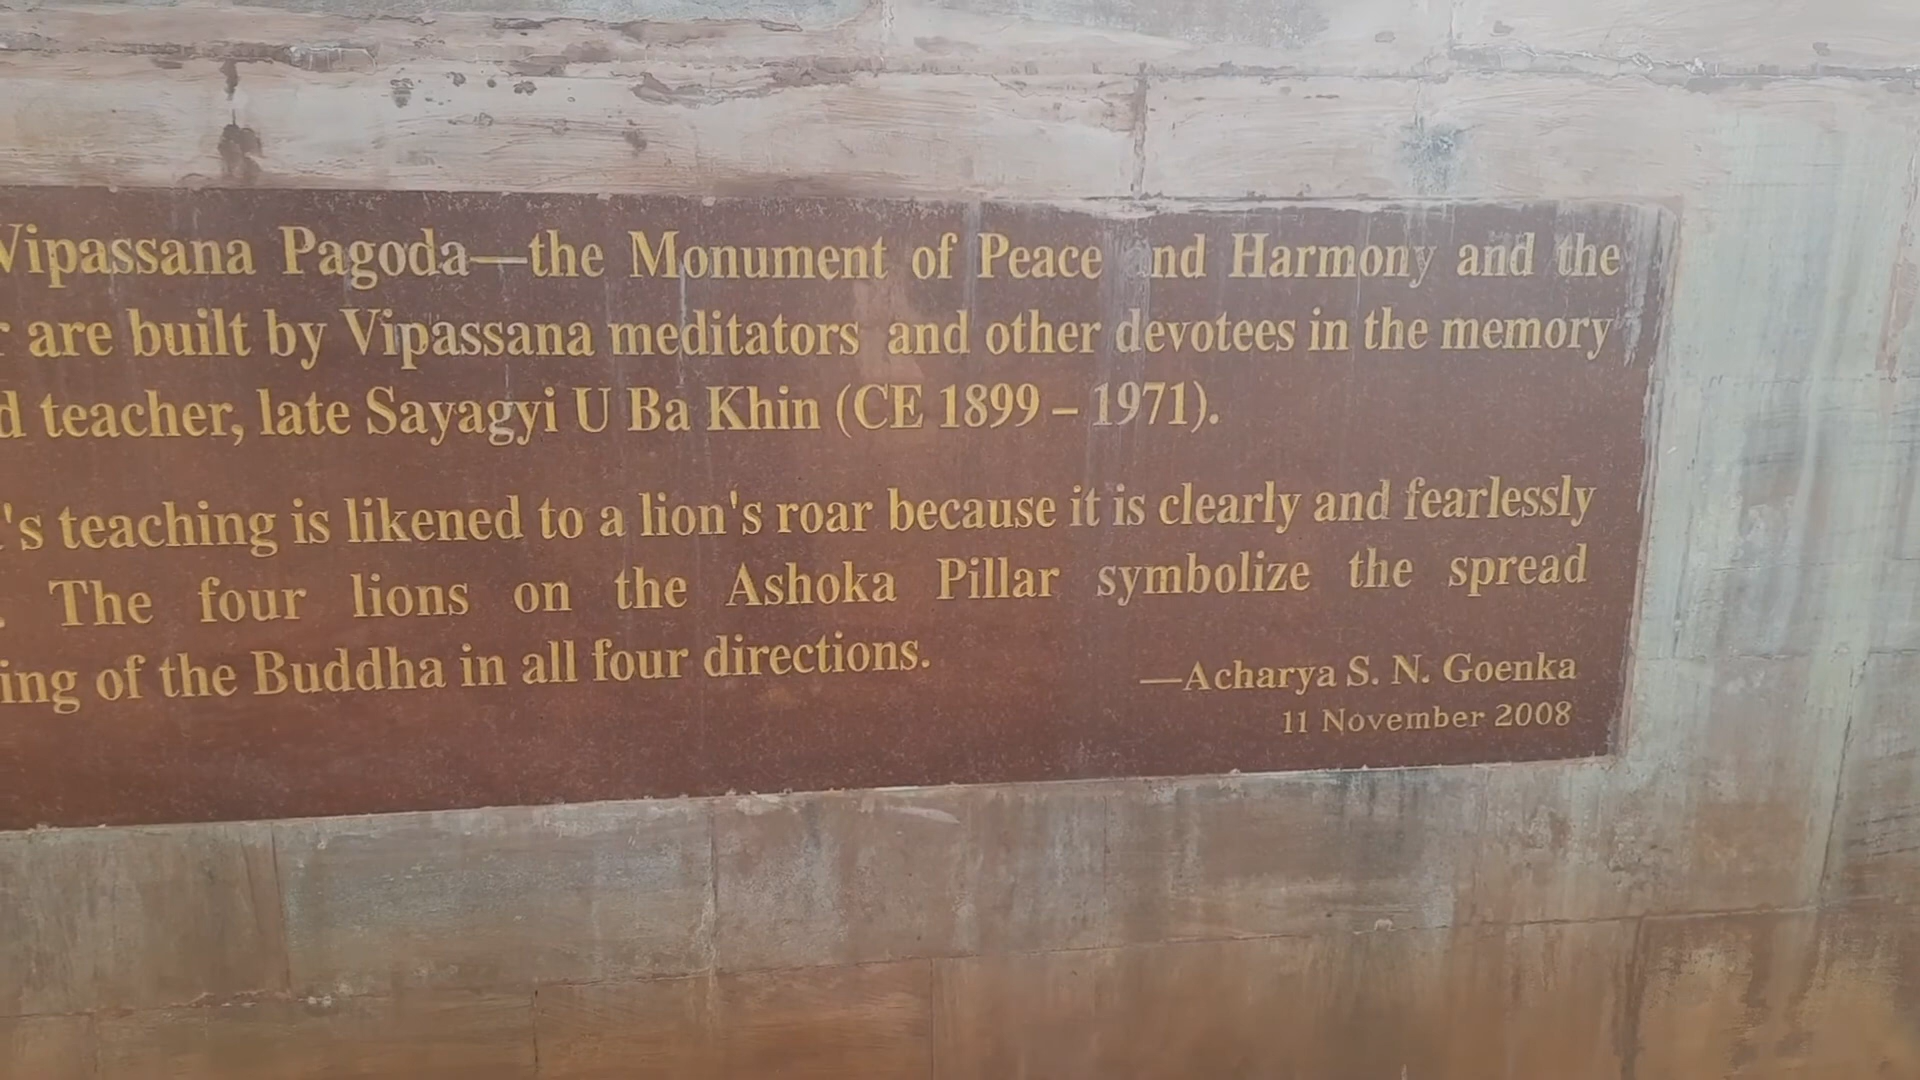 Vipassana Pagoda—the Monument of Peace nd Harmony and the
are built by Vipassana meditators and other devotees in the memory
teacher, late Sayagyi U Ba Khin (CE 1899 – 1971).
's teaching is likened to a lion's roar because it is clearly and fearlessly
. The four lions on the Ashoka Pillar symbolize the spread
ing of the Buddha in all four directions.
—Acharya S. N. Goenka
11 November 2008